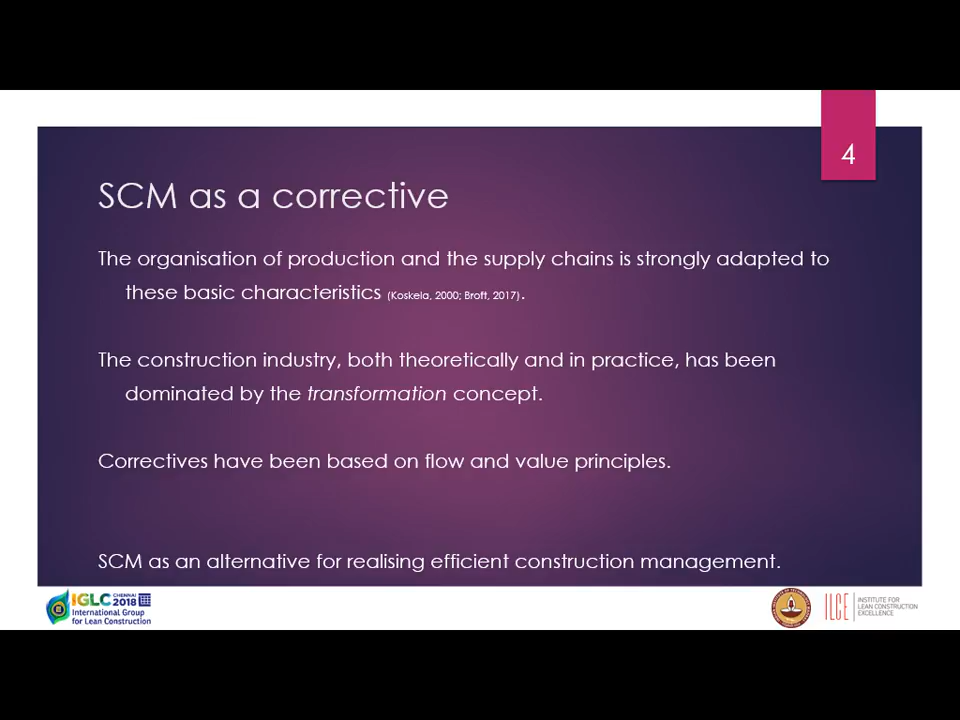 4
SCM as a corrective
The organisation of production and the supply chains is strongly adapted to
these basic characteristics (Koskela, 2000; Broft, 2017).
The construction industry, both theoretically and in practice, has been
dominated by the transformation concept.
Correctives have been based on flow and value principles.
SCM as an alternative for realising efficient construction management.
IGLC CHENNAI 2018
International Group
for Lean Construction
ILCE
INSTITUTE FOR
LEAN CONSTRUCTION
EXCELLENCE